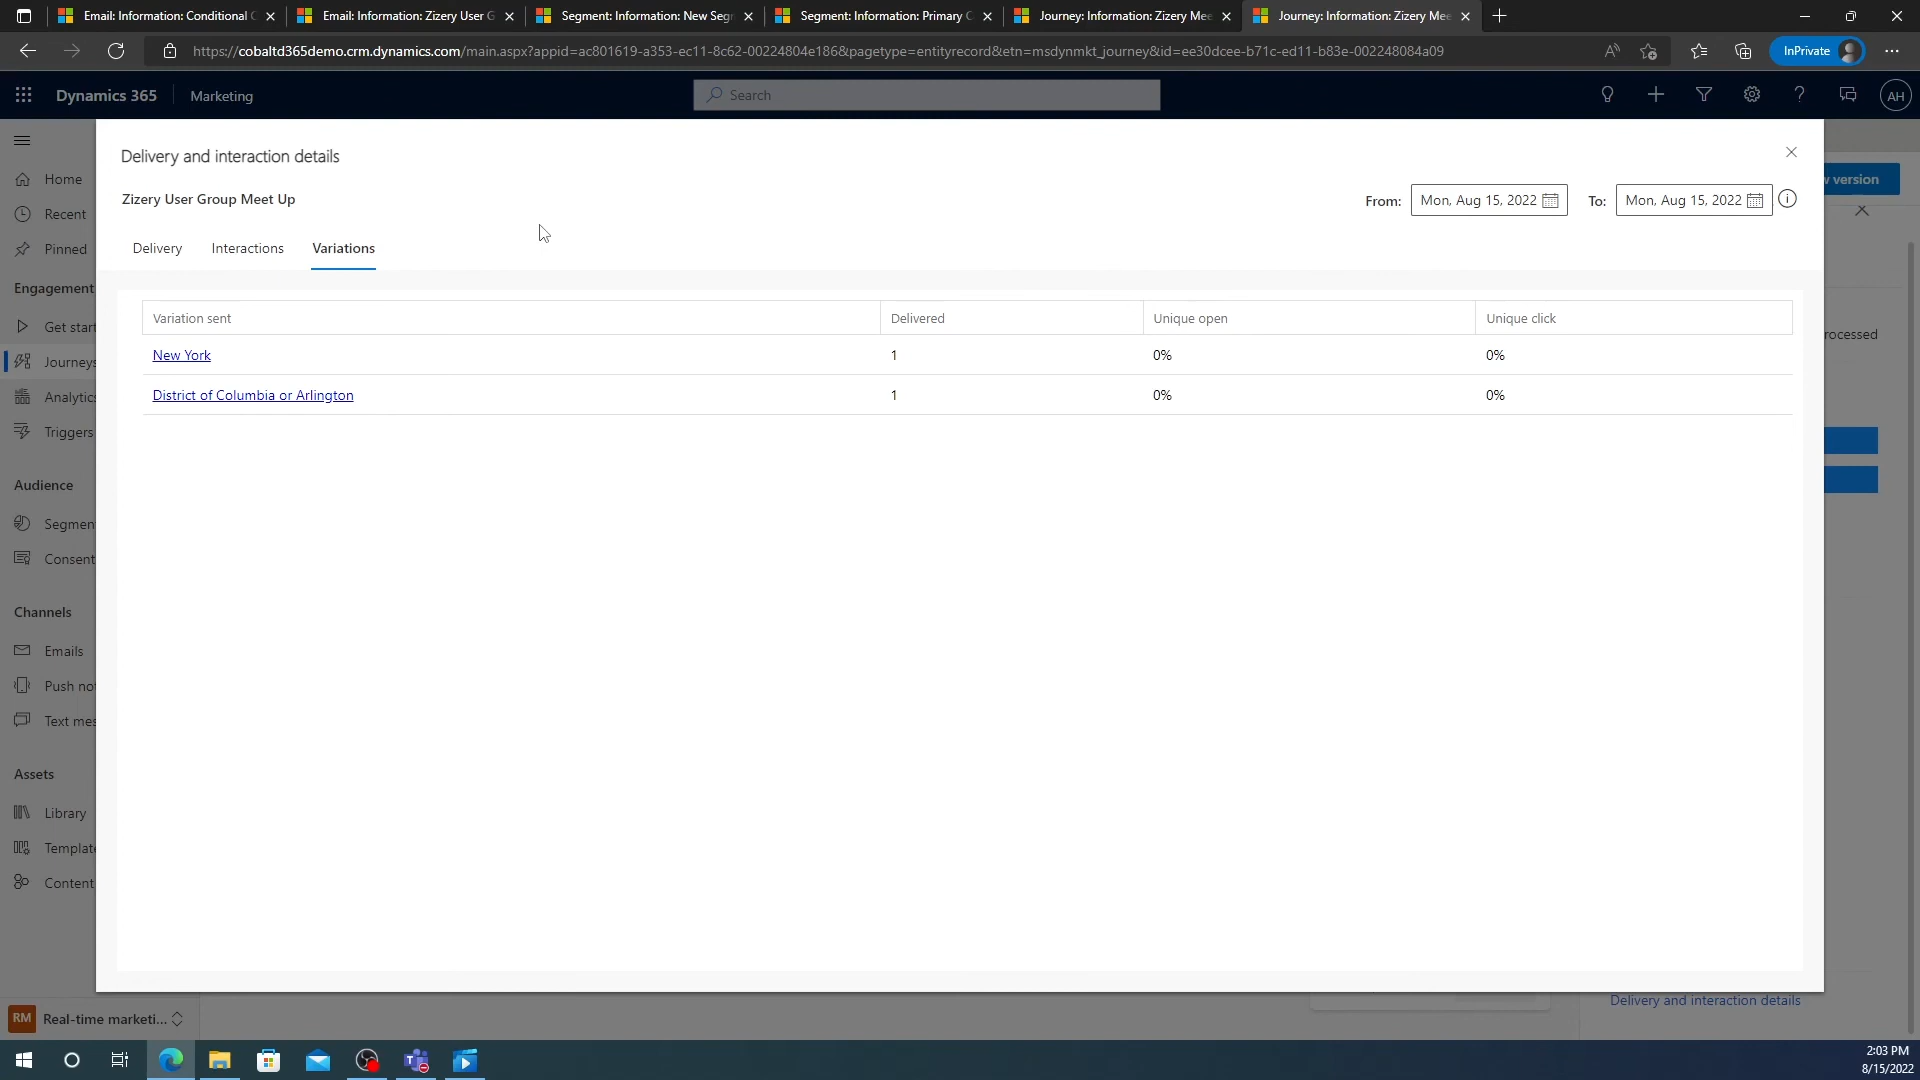 Email: Information: Conditional C
Email: Information: Zizery User G
Segment: Information: New Segr
Segment: Information: Primary C
Journey: Information: Zizery Mee
Journey: Information: Zizery Mee
https://cobaltd365demo.crm.dynamics.com/main.aspx?appid=ac801619-a353-ec11-8c62-00224804e186&pagetype=entityrecord&etn=msdynmkt_journey&id=ee30dcee-b71c-ed11-b83e-002248084a09
InPrivate
Dynamics 365
Marketing
Search
AH
Delivery and interaction details
w version
Zizery User Group Meet Up
From: Mon, Aug 15, 2022
To: Mon, Aug 15, 2022
Delivery
Interactions
Variations
Home
Recent
Pinned
Engagement
Get start
Journeys
Analytics
Triggers
Audience
Segmen
Consent
Channels
Emails
Push not
Text mes
Assets
Library
Template
Content
Variation sent Delivered Unique open Unique click
New York 1 0% 0%
District of Columbia or Arlington 1 0% 0%
rocessed
RM Real-time marketi...
Delivery and interaction details
2:03 PM
8/15/2022